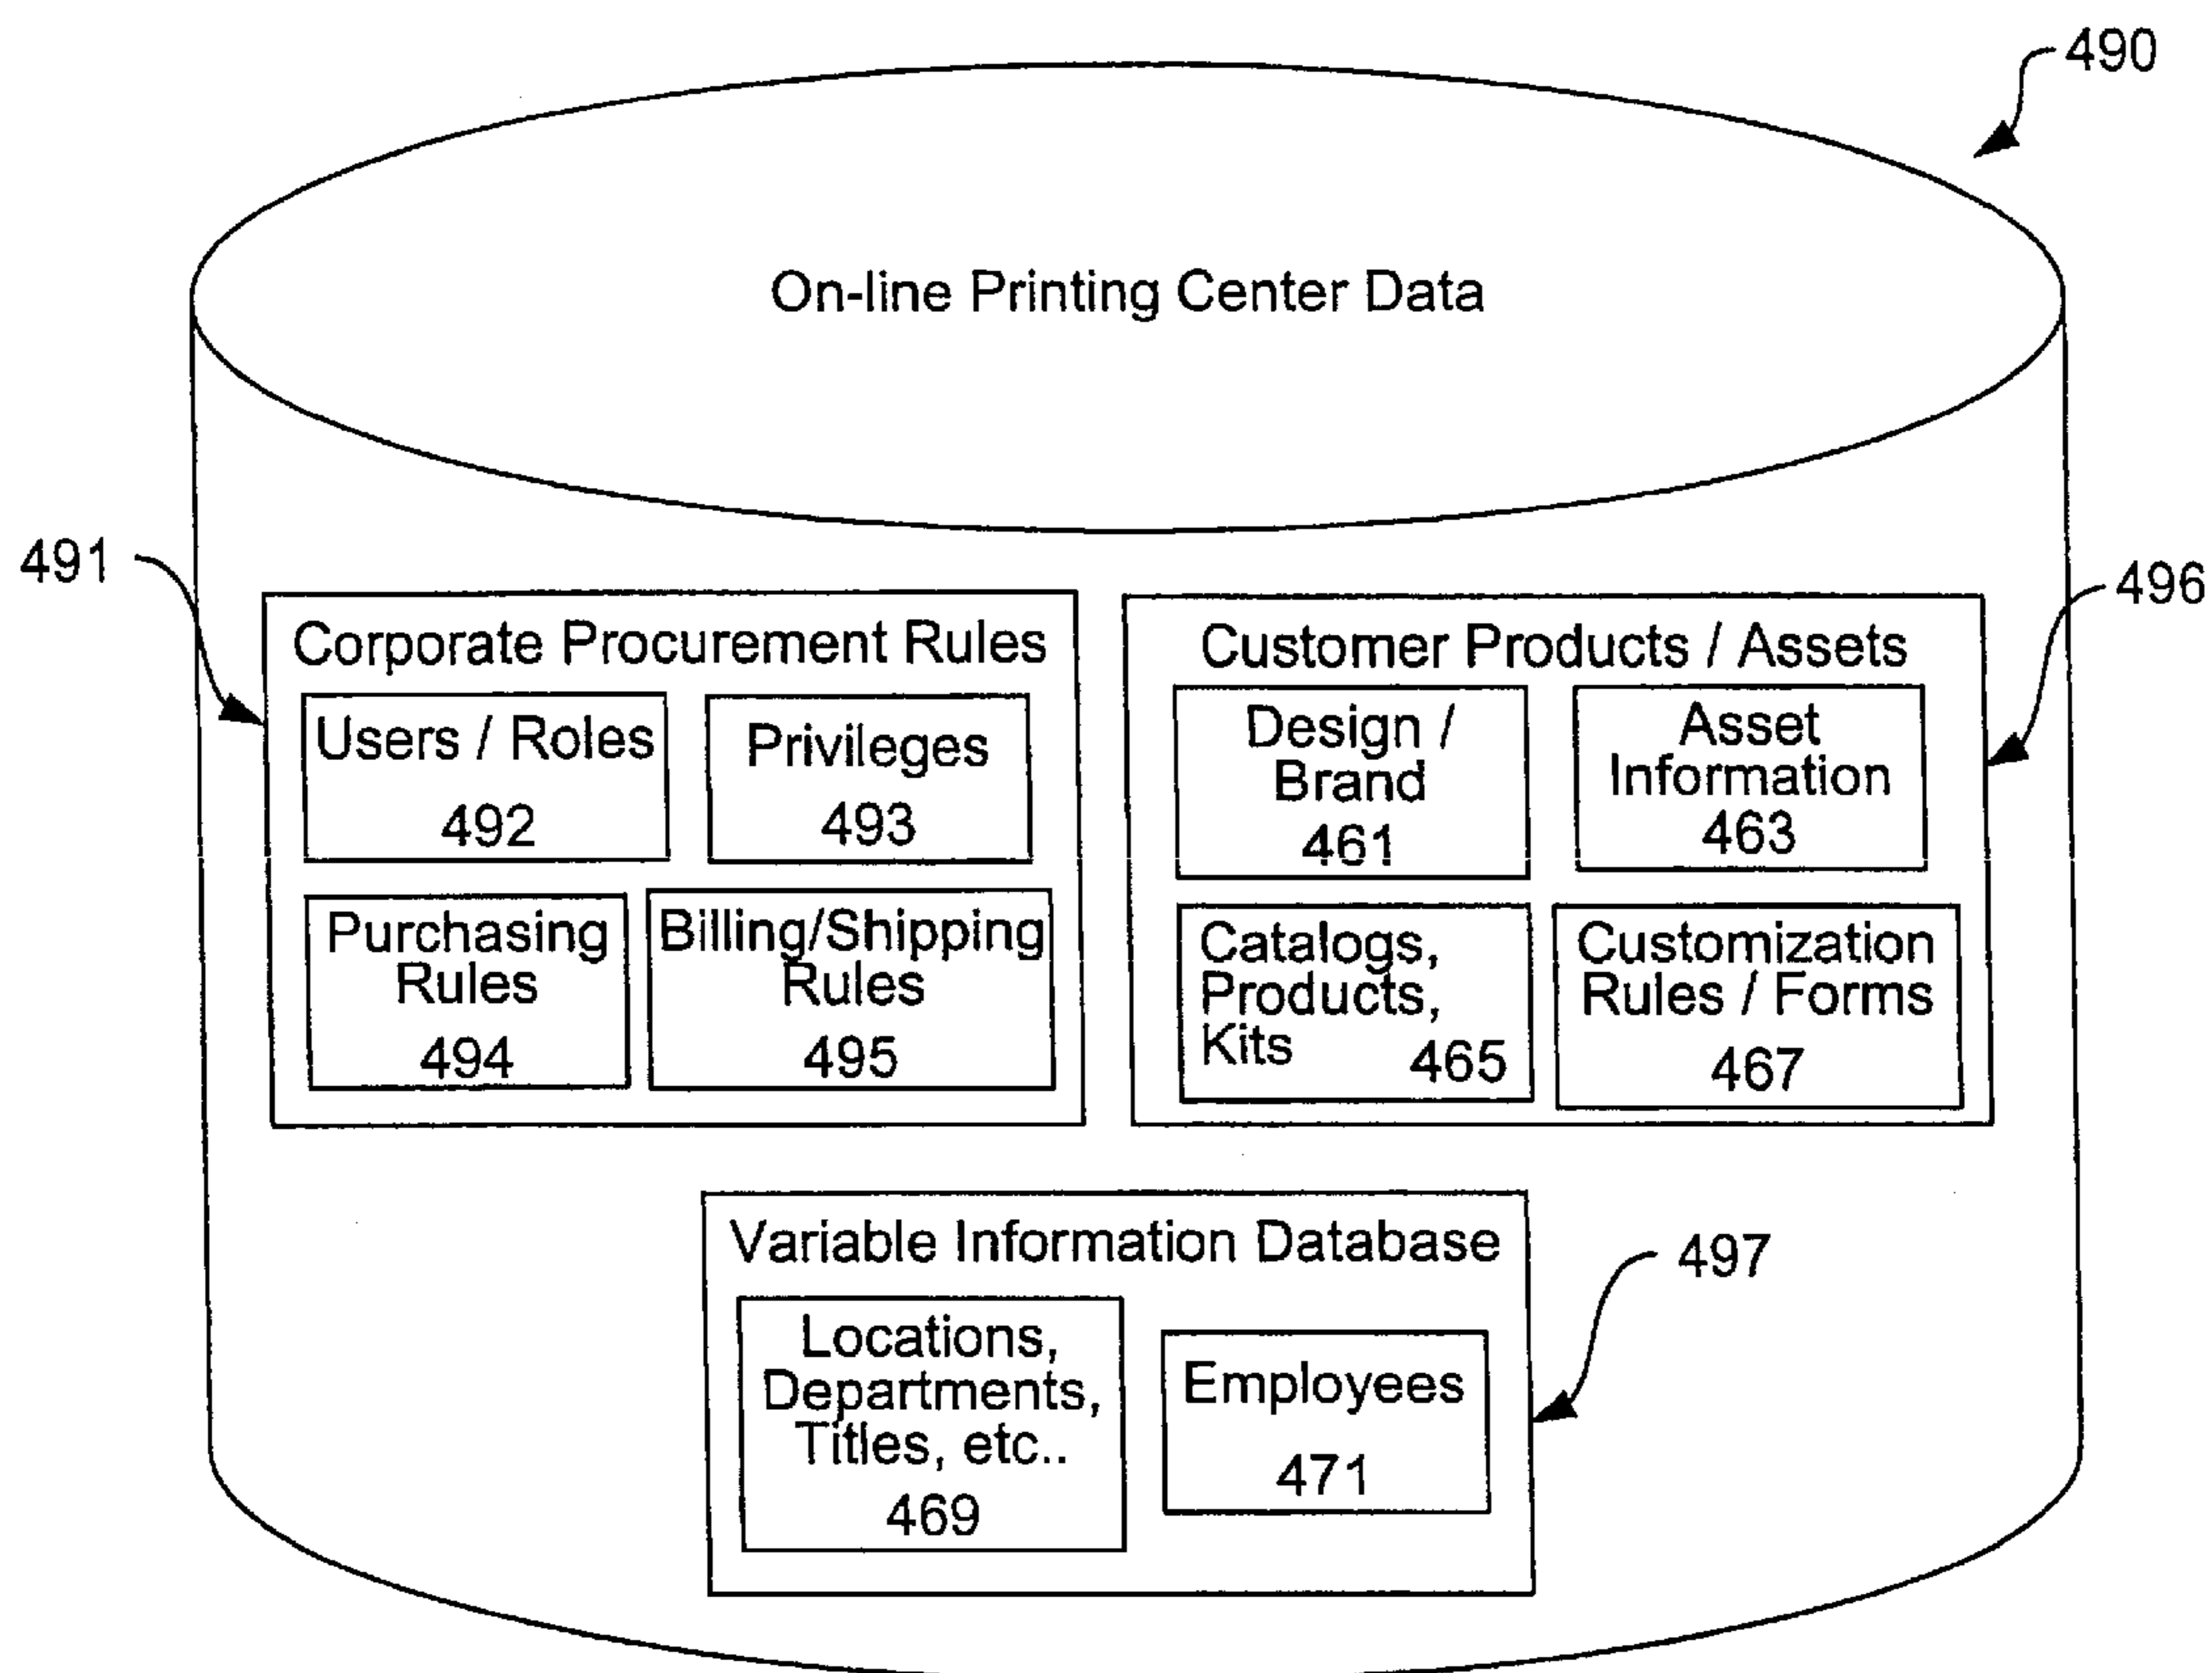 490
On-line Printing Center Data
491
496
Corporate Procurement Rules
Users / Roles
492
Privileges
493
Purchasing
Rules
494
Billing/Shipping
Rules
495
Customer Products / Assets
Design /
Brand
461
Asset
Information
463
Catalogs,
Products,
Kits
465
Customization
Rules / Forms
467
Variable Information Database
497
Locations,
Departments,
Titles, etc..
469
Employees
471